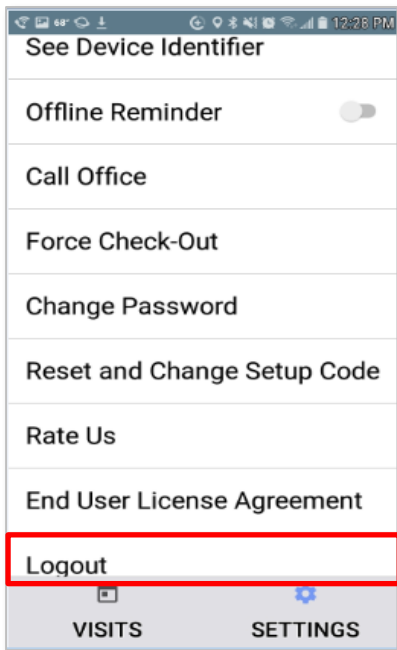 68° 12:28 PM
See Device Identifier
Offline Reminder
Call Office
Force Check-Out
Change Password
Reset and Change Setup Code
Rate Us
End User License Agreement
Logout
VISITS SETTINGS